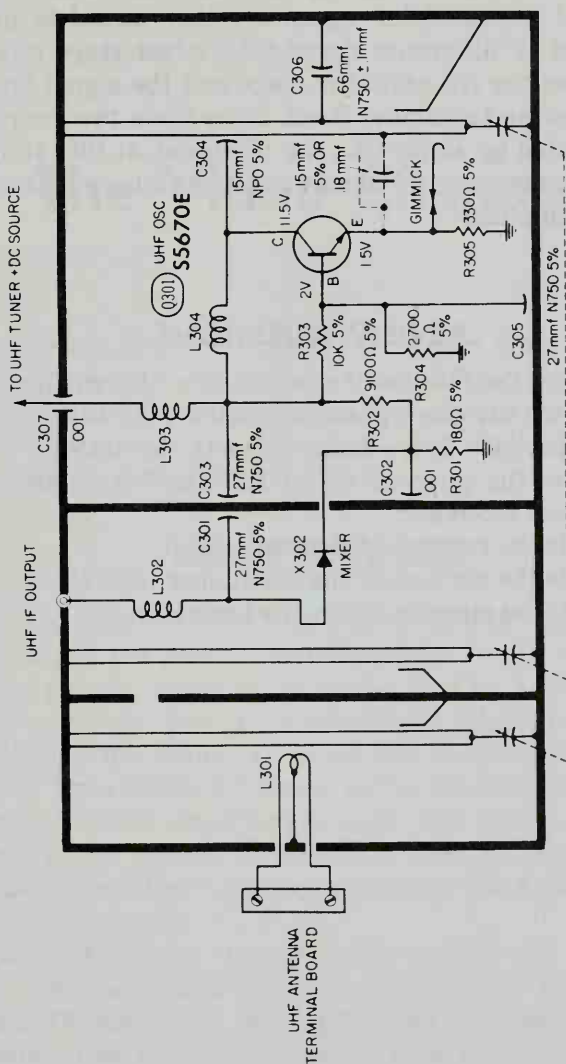 TO UHF TUNER + DC SOURCE
UHF IF OUTPUT
C307
.001
L303
L302
L304
Q301
UHF OSC
S5670E
C304
15mmf
NPO 5%
C306
66mmf
N750 ± 1mmf
C301
27mmf
N750 5%
C303
27mmf
N750 5%
C
11.5V
2V
B
E
1.5V
15mmf
5% OR
18mmf
R303
10K 5%
X302
MIXER
R302
9100Ω 5%
C302
.001
R301
180Ω 5%
R304
2700
Ω
5%
GIMMICK
R305
330Ω 5%
C305
27mmf N750 5%
L301
UHF ANTENNA
TERMINAL BOARD